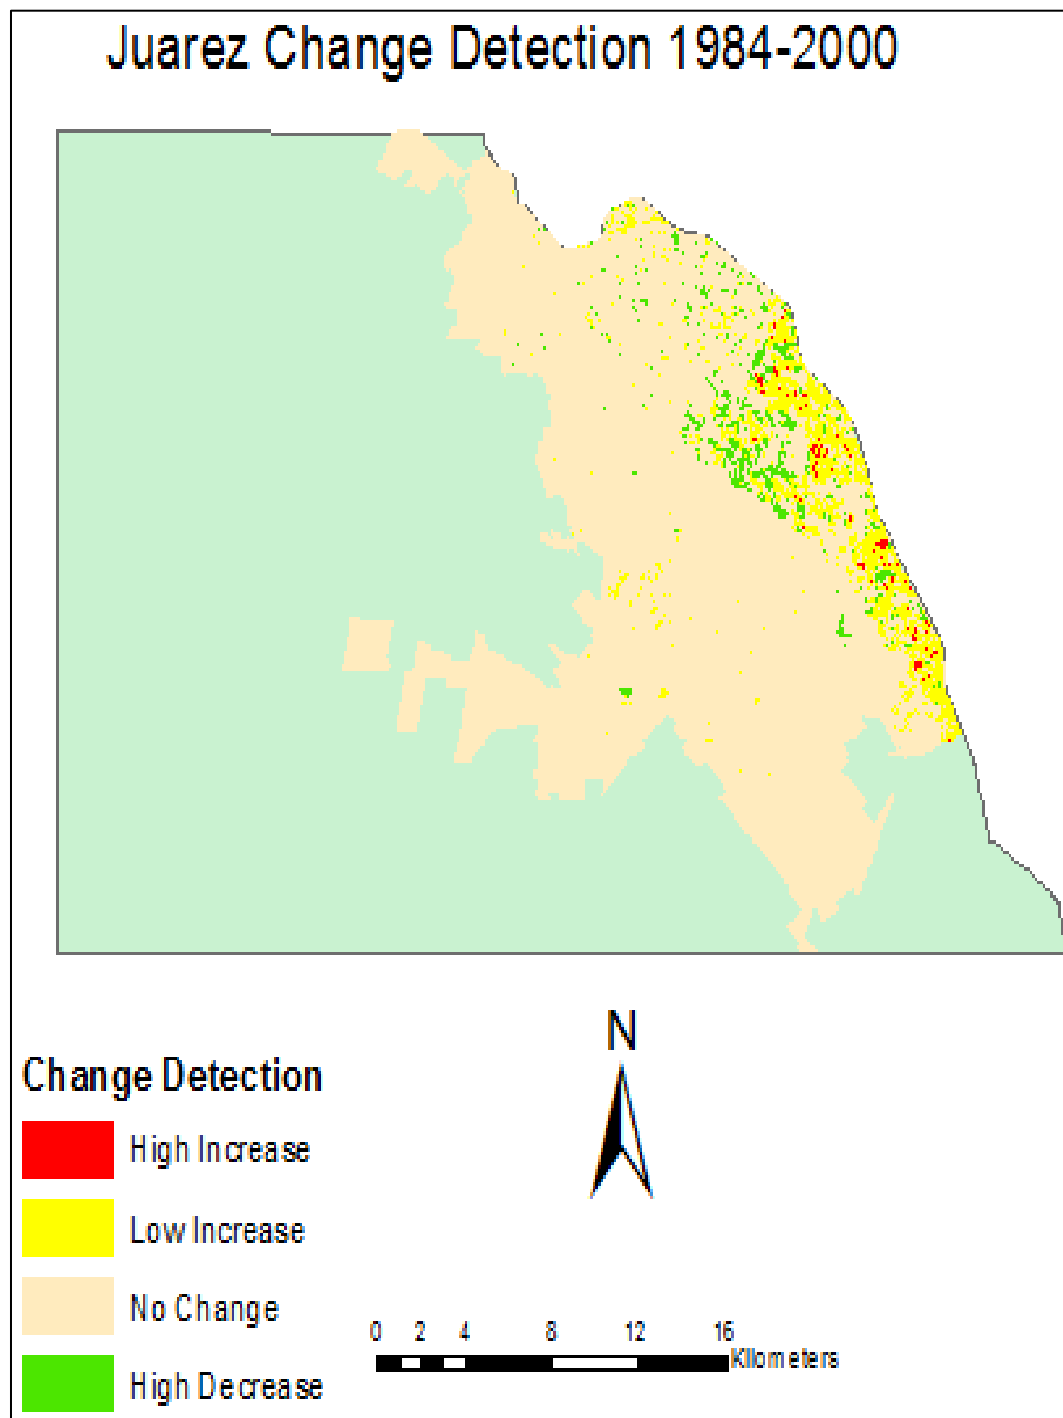 Juarez Change Detection 1984-2000
N
Change Detection
High Increase
Low Increase
No Change
High Decrease
0 2 4 8 12 16
Kilometers